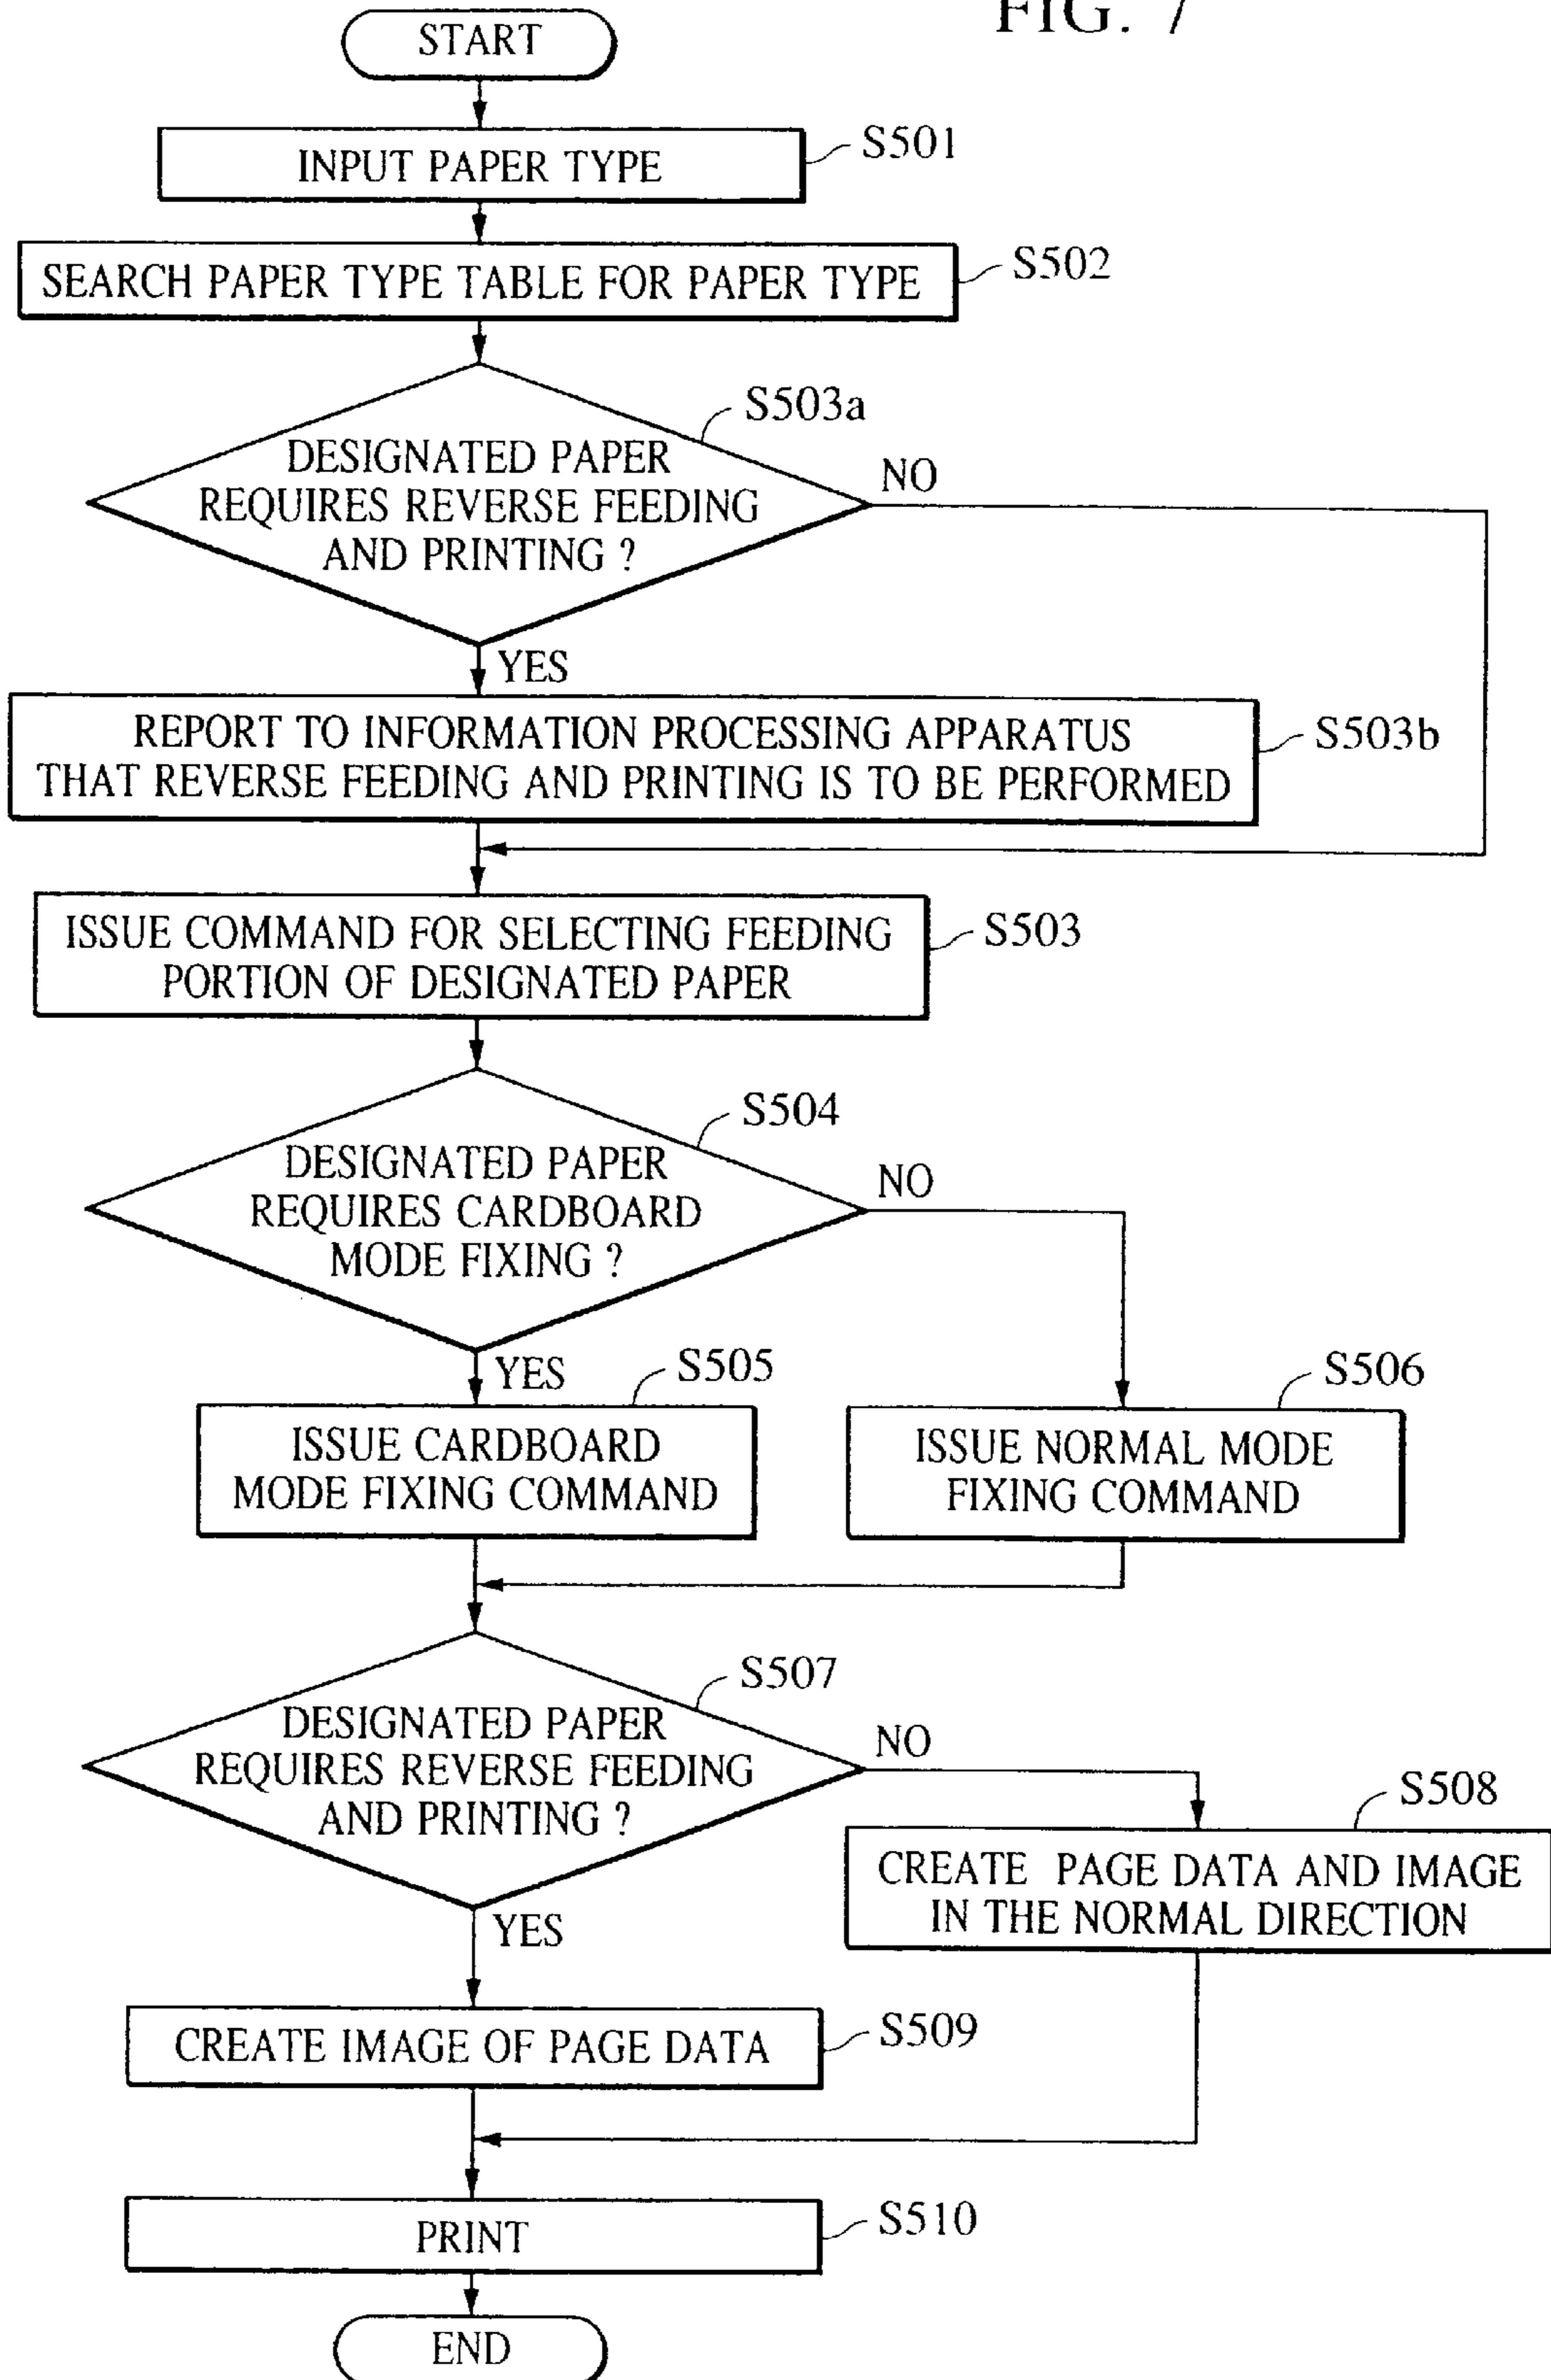 FIG. 7
START
INPUT PAPER TYPE
S501
SEARCH PAPER TYPE TABLE FOR PAPER TYPE
S502
S503a
DESIGNATED PAPER
REQUIRES REVERSE FEEDING
AND PRINTING ?
NO
YES
REPORT TO INFORMATION PROCESSING APPARATUS
THAT REVERSE FEEDING AND PRINTING IS TO BE PERFORMED
S503b
ISSUE COMMAND FOR SELECTING FEEDING
PORTION OF DESIGNATED PAPER
S503
S504
DESIGNATED PAPER
REQUIRES CARDBOARD
MODE FIXING ?
NO
YES
S505
ISSUE CARDBOARD
MODE FIXING COMMAND
S506
ISSUE NORMAL MODE
FIXING COMMAND
S507
DESIGNATED PAPER
REQUIRES REVERSE FEEDING
AND PRINTING ?
NO
S508
CREATE PAGE DATA AND IMAGE
IN THE NORMAL DIRECTION
YES
CREATE IMAGE OF PAGE DATA
S509
PRINT
S510
END